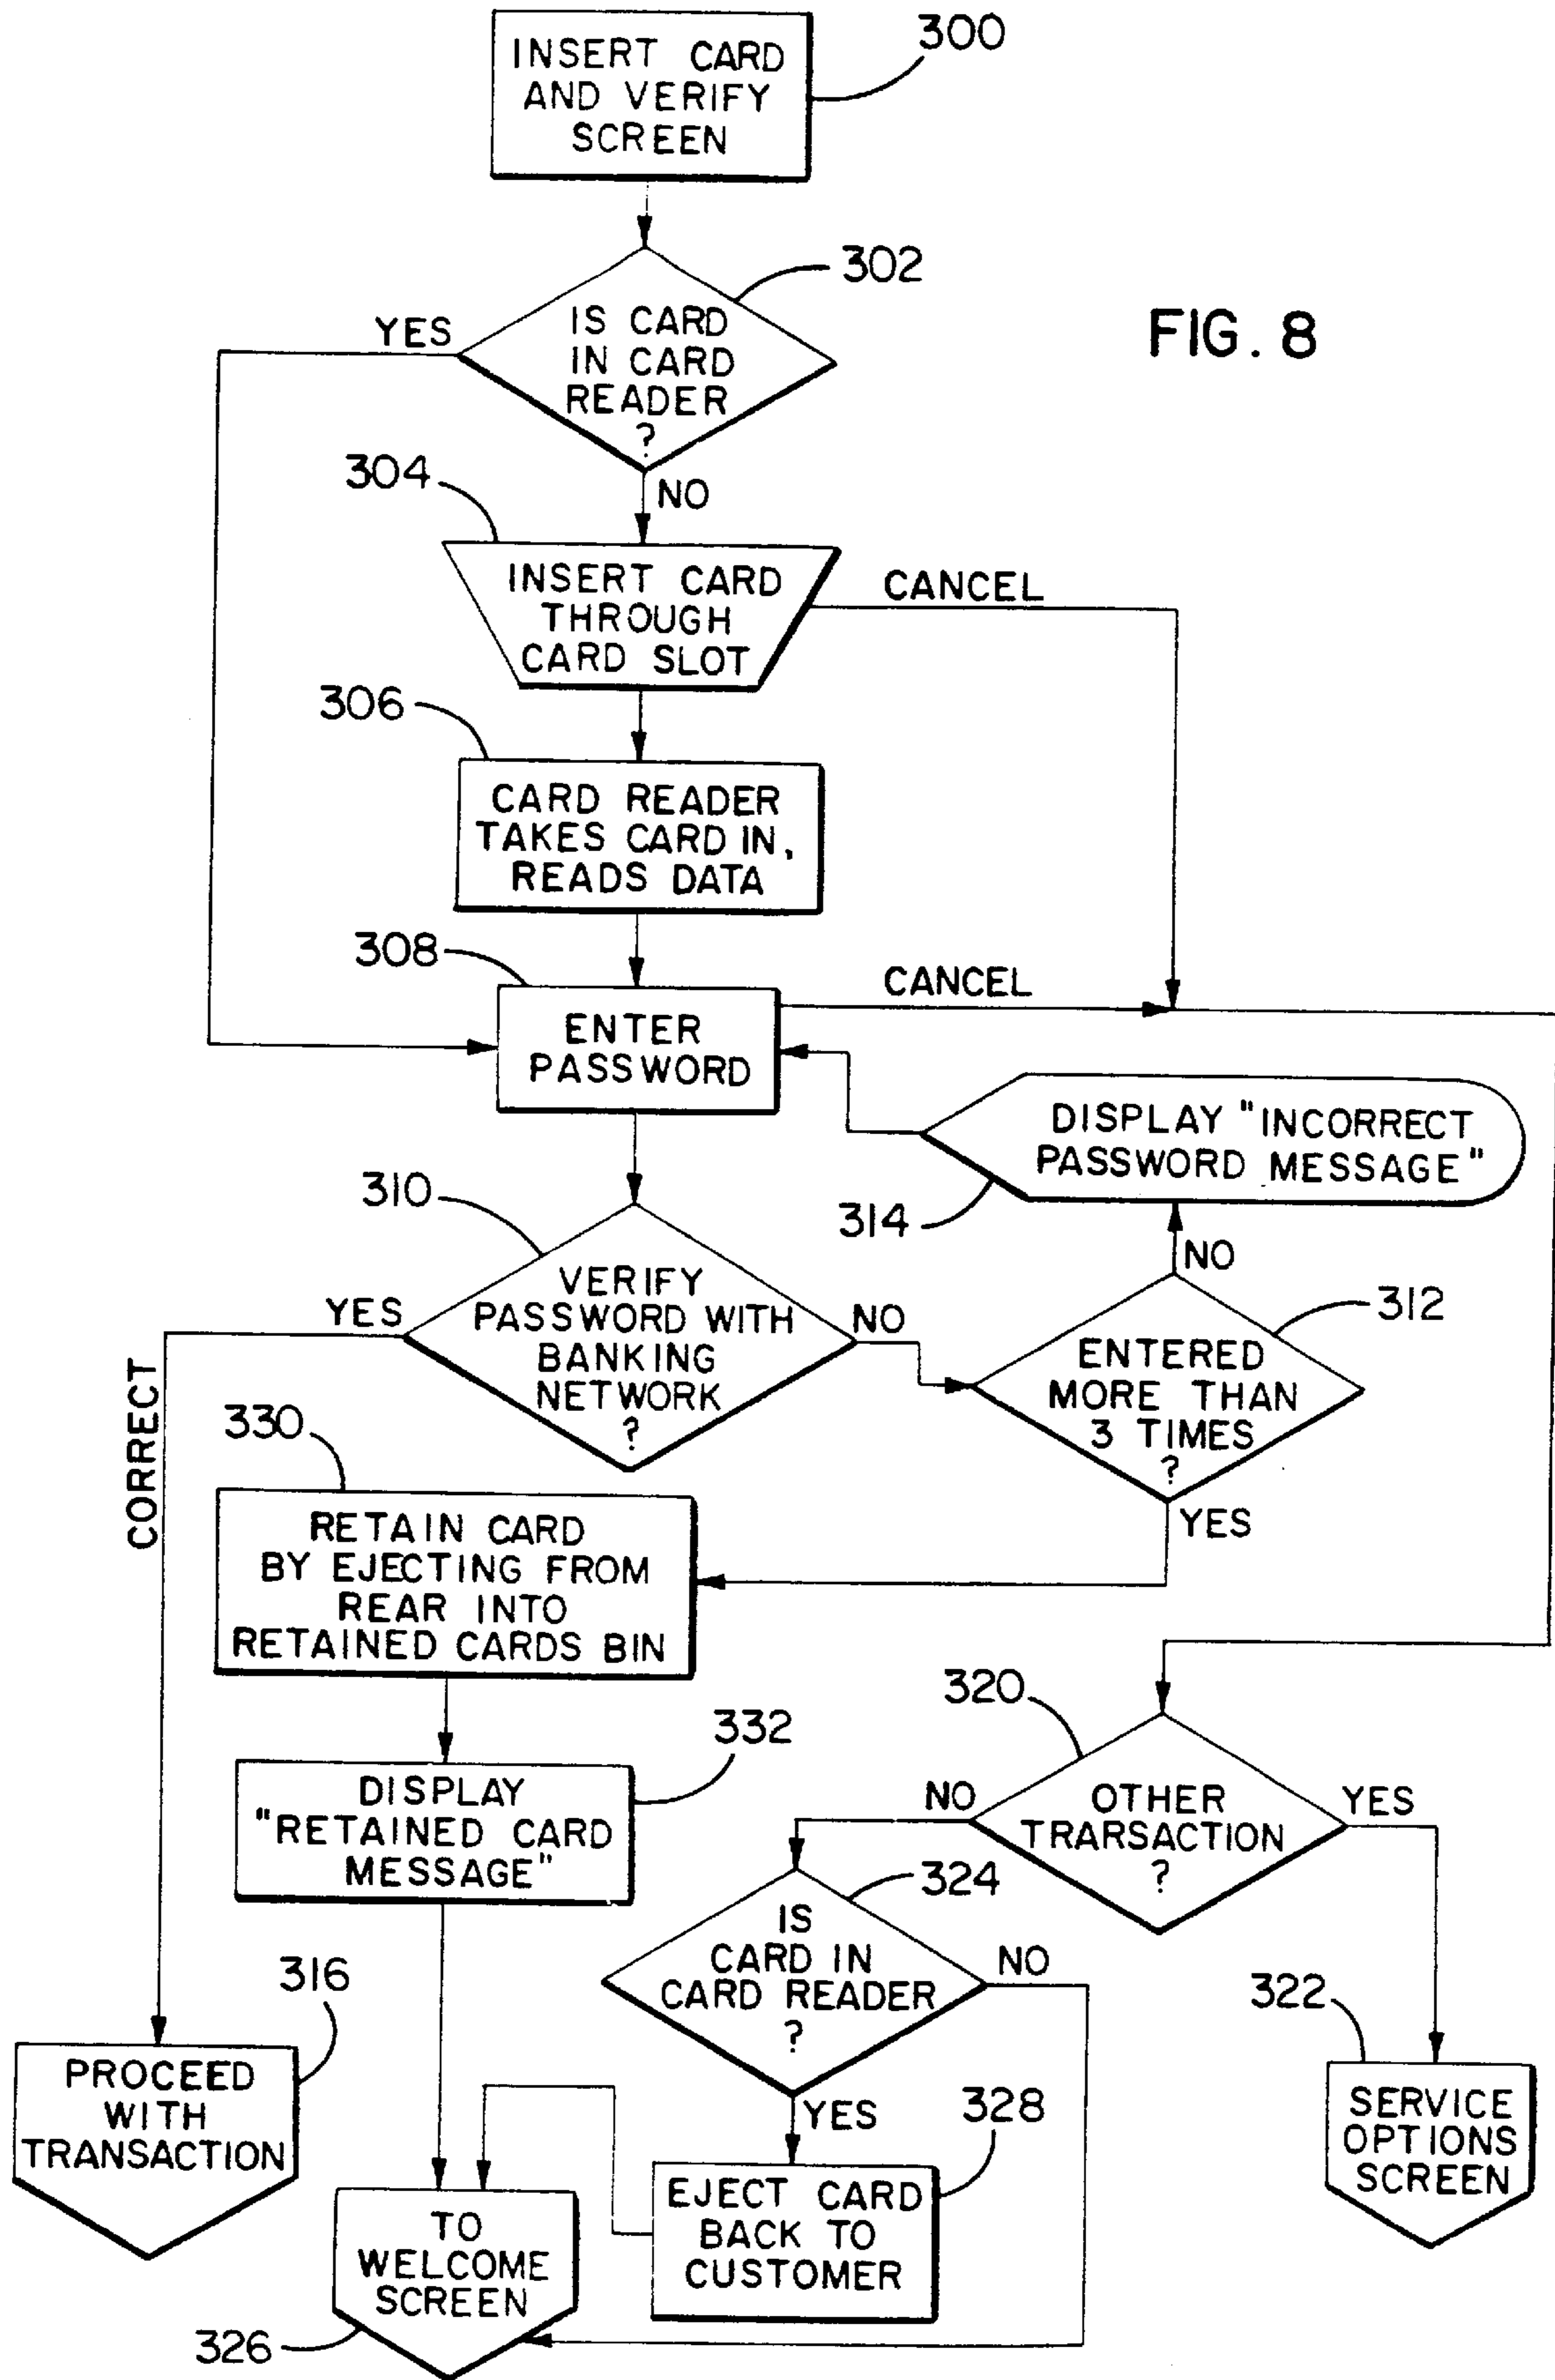 INSERT CARD
AND VERIFY
SCREEN
300
302
IS CARD
IN CARD
READER
?
YES
NO
FIG. 8
304
INSERT CARD
THROUGH
CARD SLOT
CANCEL
306
CARD READER
TAKES CARD IN,
READS DATA
308
ENTER
PASSWORD
CANCEL
DISPLAY "INCORRECT
PASSWORD MESSAGE"
314
310
VERIFY
PASSWORD WITH
BANKING
NETWORK
?
YES
NO
CORRECT
NO
312
ENTERED
MORE THAN
3 TIMES
?
YES
330
RETAIN CARD
BY EJECTING FROM
REAR INTO
RETAINED CARDS BIN
332
DISPLAY
"RETAINED CARD
MESSAGE"
320
OTHER
TRARSACTION
?
NO
YES
324
IS
CARD IN
CARD READER
?
NO
YES
316
PROCEED
WITH
TRANSACTION
322
SERVICE
OPTIONS
SCREEN
328
EJECT CARD
BACK TO
CUSTOMER
TO
WELCOME
SCREEN
326